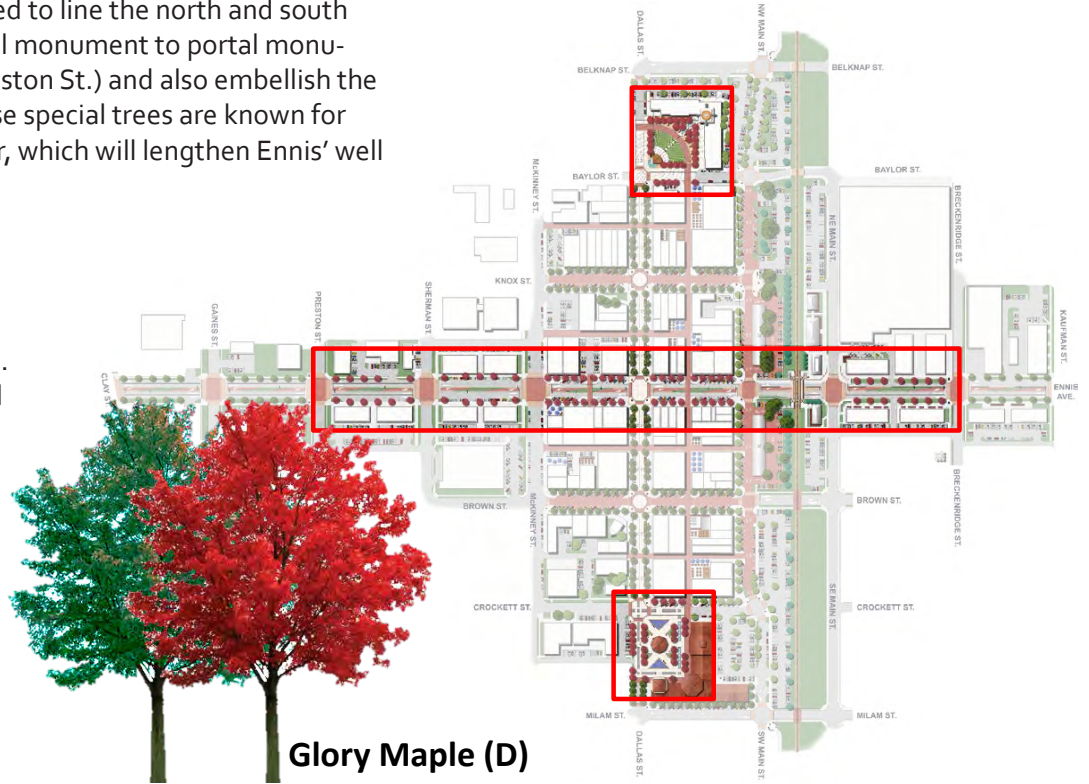 ed to line the north and south
l monument to portal monu-
ston St.) and also embellish the
se special trees are known for
r, which will lengthen Ennis' well
.
DALLAS ST.
NW MAIN ST.
BELKNAP ST.
BELKNAP ST.
McKINNEY ST.
BAYLOR ST.
BAYLOR ST.
BRECKENRIDGE ST.
NE MAIN ST.
KNOX ST.
GAINES ST.
PRESTON ST.
SHERMAN ST.
KAUFMAN ST.
CLAY S
ENNIS
AVE.
BROWN ST.
McKINNEY ST.
BROWN ST.
BRECKENRIDGE ST.
CROCKETT ST.
SE MAIN ST.
CROCKETT ST.
MILAM ST.
MILAM ST.
DALLAS ST.
SW MAIN ST.
Glory Maple (D)